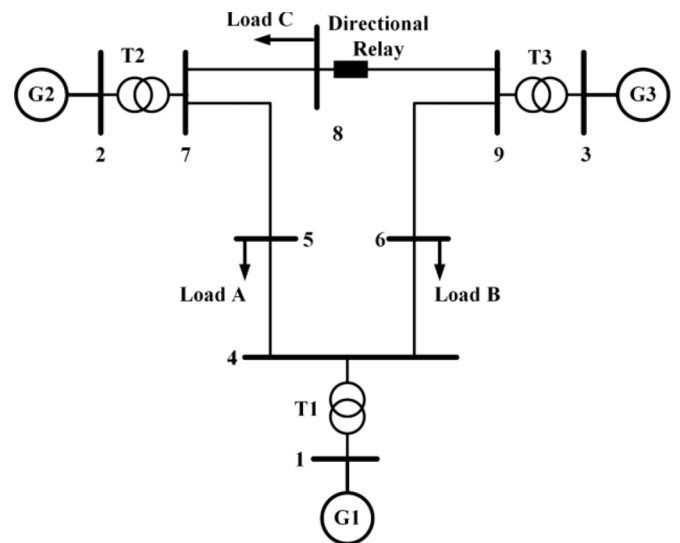 Load C
Directional
Relay
T2
T3
G2
G3
2
7
8
9
3
5
6
Load A
Load B
4
T1
1
G1